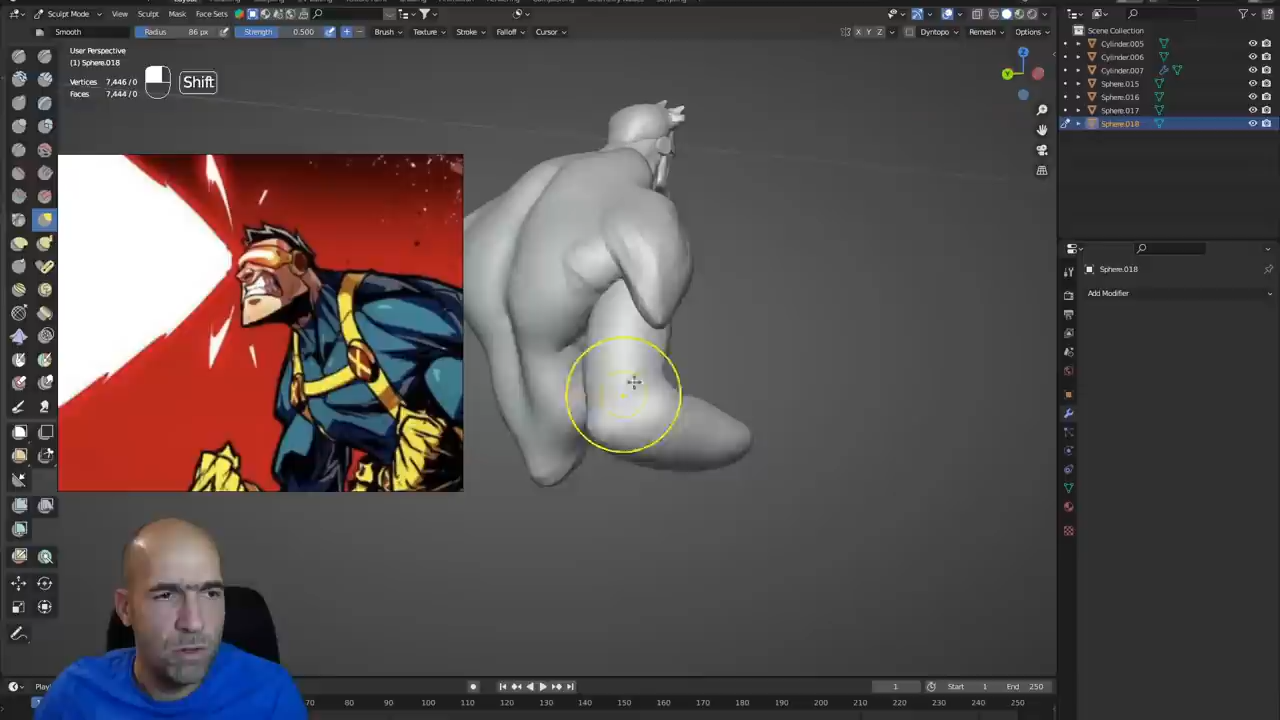 Sculpt Mode View Sculpt Mask Face Sets X Y Z Dyntopo Remesh Options
Smooth Radius 86 px Strength 0.500 Brush Texture Stroke Falloff Cursor
User Perspective
(1) Sphere.018
Vertices 7,446 / 0
Faces 7,444 / 0
Shift
Z
Y
Scene Collection
Cylinder.005
Cylinder.006
Cylinder.007
Sphere.015
Sphere.016
Sphere.017
Sphere.018
Sphere.018
Add Modifier
1 Start 1 End 250
70 80 90 100 110 120 130 140 150 160 170 180 190 200 210 220 230 240 250